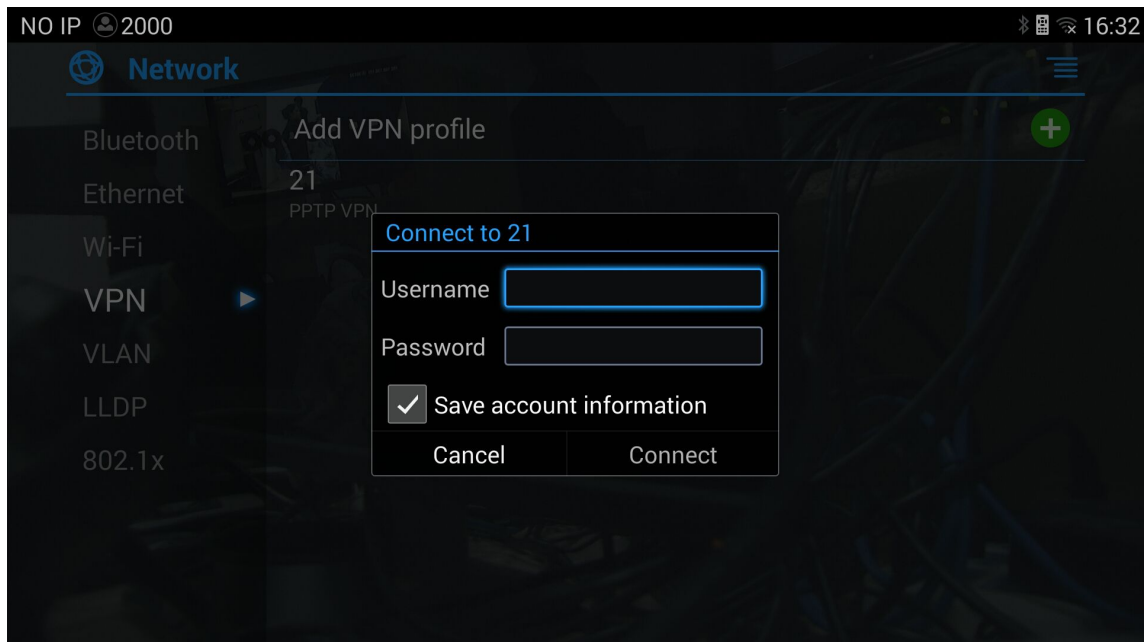 NO IP 2000 16:32
Network
Bluetooth
Ethernet
Wi-Fi
VPN
VLAN
LLDP
802.1x
Add VPN profile
21
PPTP VPN
Connect to 21
Username
Password
Save account information
Cancel Connect